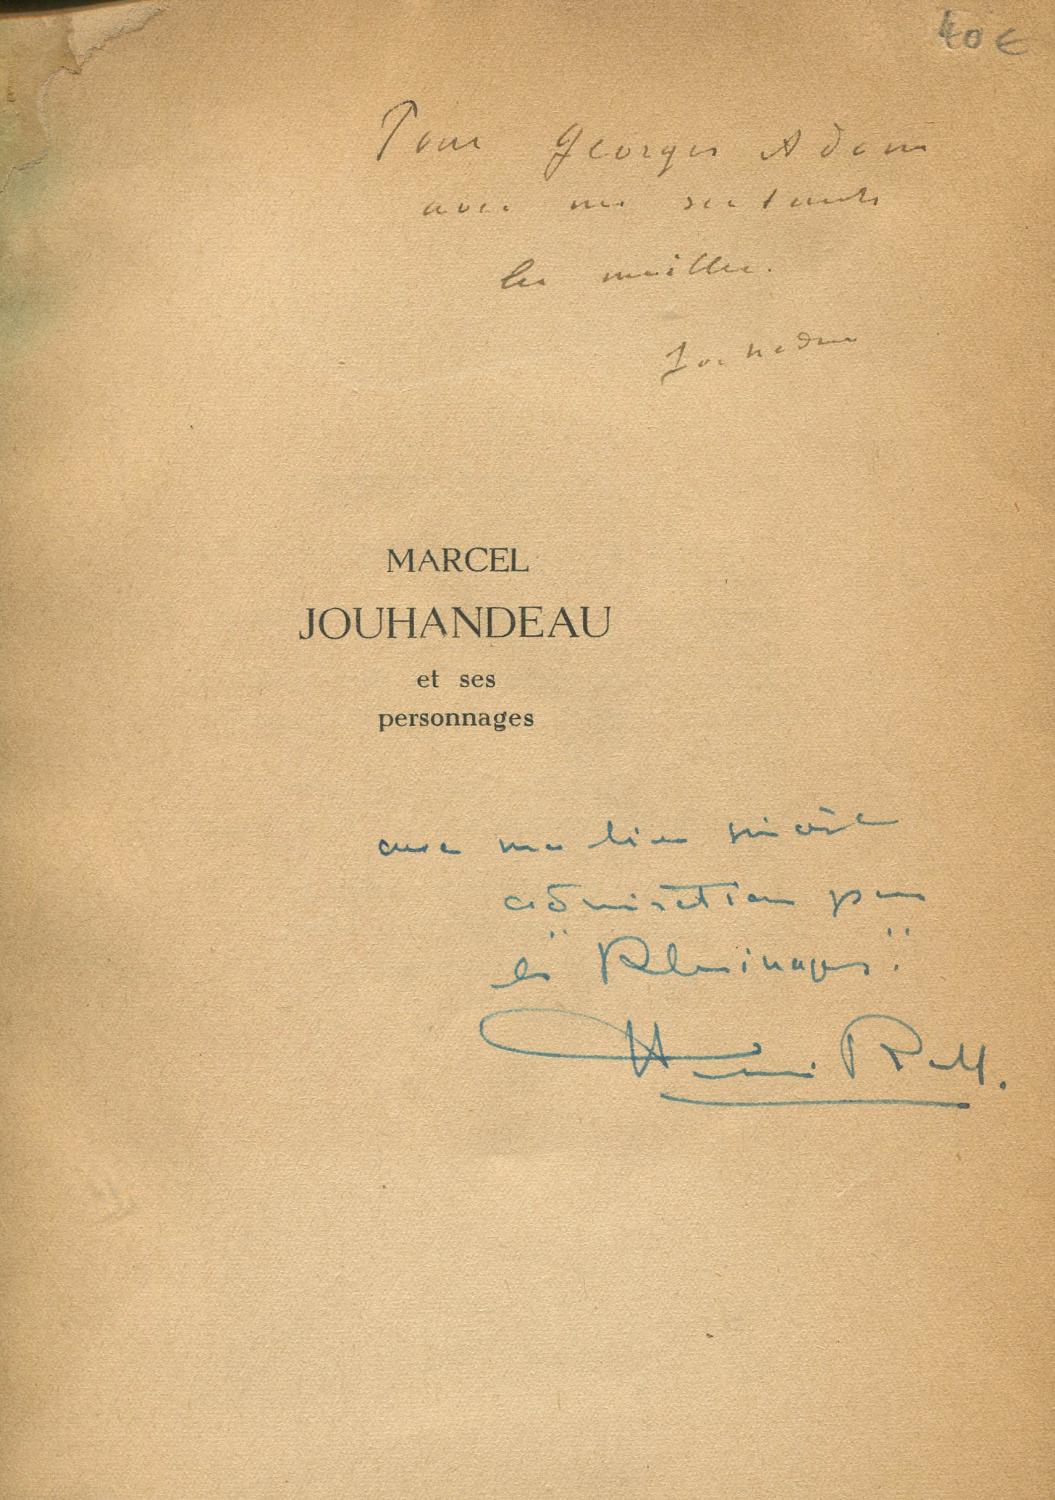 40 €
Pour Georges Adam
avec mes sentiments
les meilleurs.
Jouhandeau
MARCEL
JOUHANDEAU
et ses
personnages
avec ma bien sincère
admiration pour
les " "
Henri